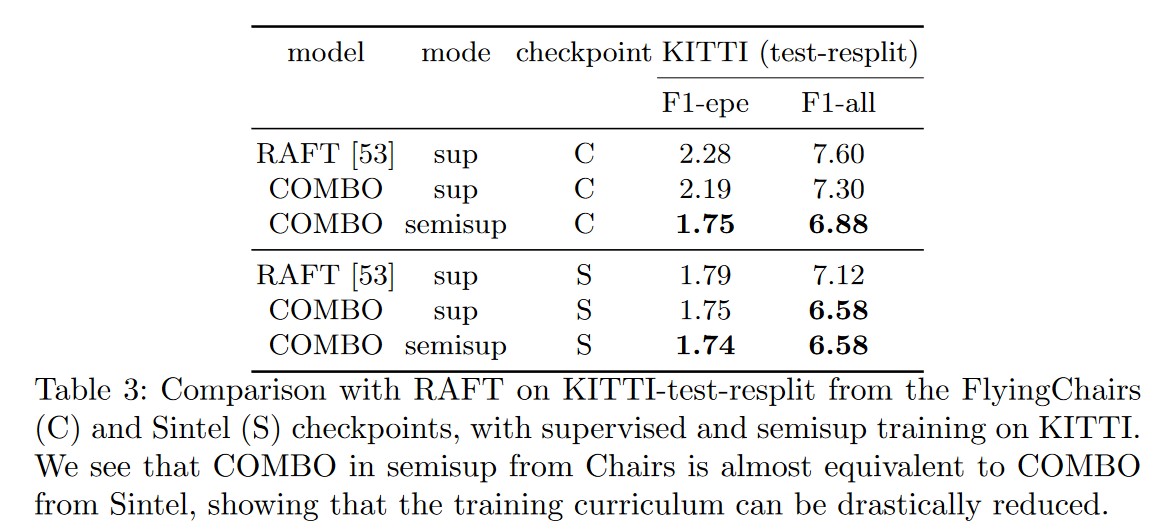 model mode checkpoint KITTI (test-resplit)
F1-epe F1-all
RAFT [53] sup C 2.28 7.60
COMBO sup C 2.19 7.30
COMBO semisup C 1.75 6.88
RAFT [53] sup S 1.79 7.12
COMBO sup S 1.75 6.58
COMBO semisup S 1.74 6.58
Table 3: Comparison with RAFT on KITTI-test-resplit from the FlyingChairs
(C) and Sintel (S) checkpoints, with supervised and semisup training on KITTI.
We see that COMBO in semisup from Chairs is almost equivalent to COMBO
from Sintel, showing that the training curriculum can be drastically reduced.